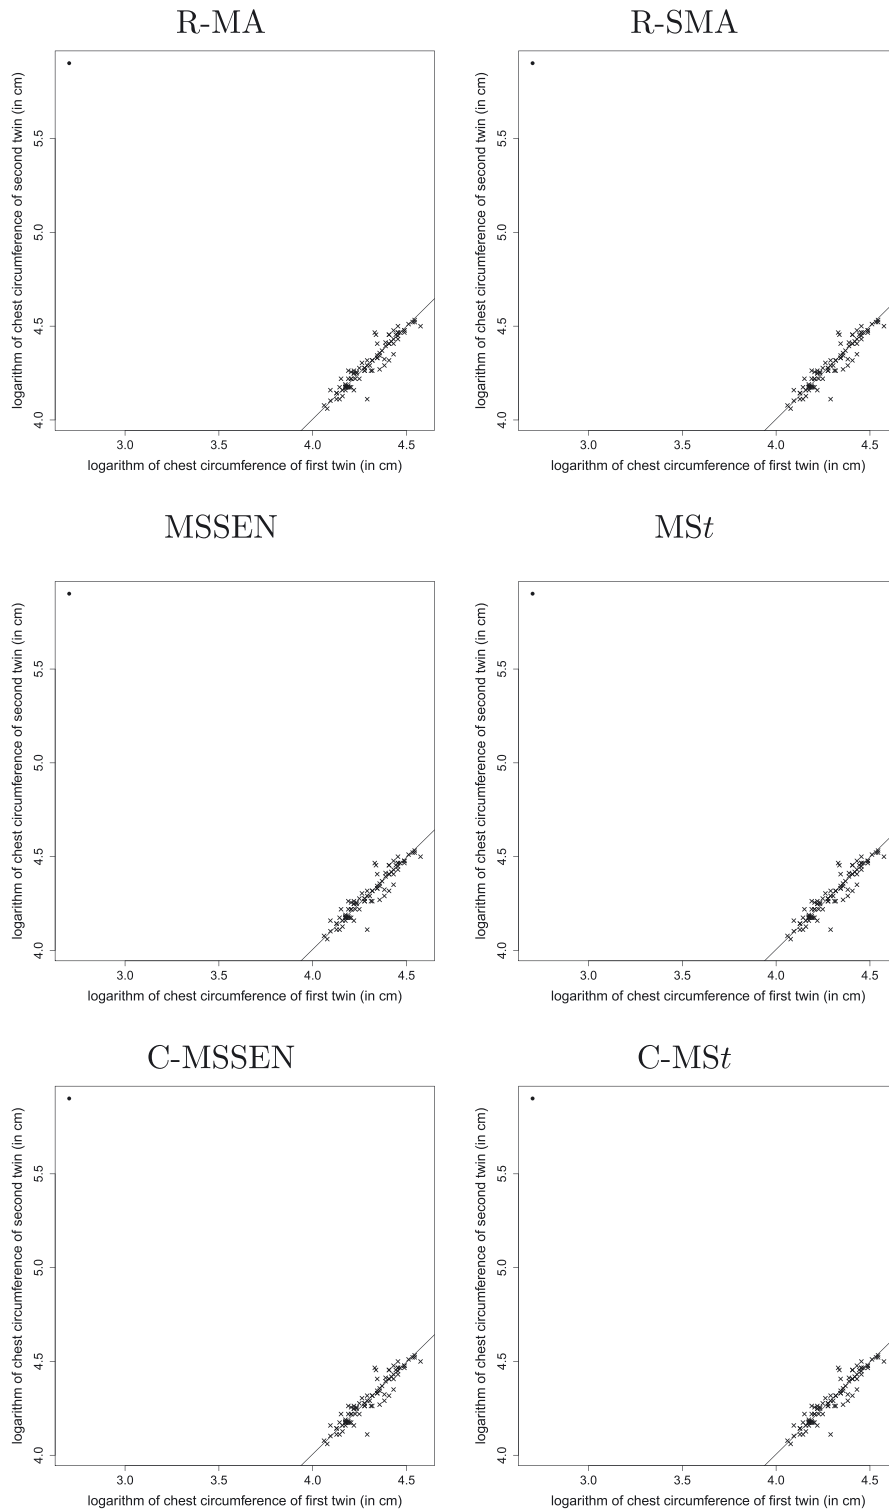 R-MA
logarithm of chest circumference of second twin (in cm)
5.5
5.0
4.5
4.0
3.0 3.5 4.0 4.5
logarithm of chest circumference of first twin (in cm)
R-SMA
logarithm of chest circumference of second twin (in cm)
5.5
5.0
4.5
4.0
3.0 3.5 4.0 4.5
logarithm of chest circumference of first twin (in cm)
MSSEN
logarithm of chest circumference of second twin (in cm)
5.5
5.0
4.5
4.0
3.0 3.5 4.0 4.5
logarithm of chest circumference of first twin (in cm)
MSt
logarithm of chest circumference of second twin (in cm)
5.5
5.0
4.5
4.0
3.0 3.5 4.0 4.5
logarithm of chest circumference of first twin (in cm)
C-MSSEN
logarithm of chest circumference of second twin (in cm)
5.5
5.0
4.5
4.0
3.0 3.5 4.0 4.5
logarithm of chest circumference of first twin (in cm)
C-MSt
logarithm of chest circumference of second twin (in cm)
5.5
5.0
4.5
4.0
3.0 3.5 4.0 4.5
logarithm of chest circumference of first twin (in cm)